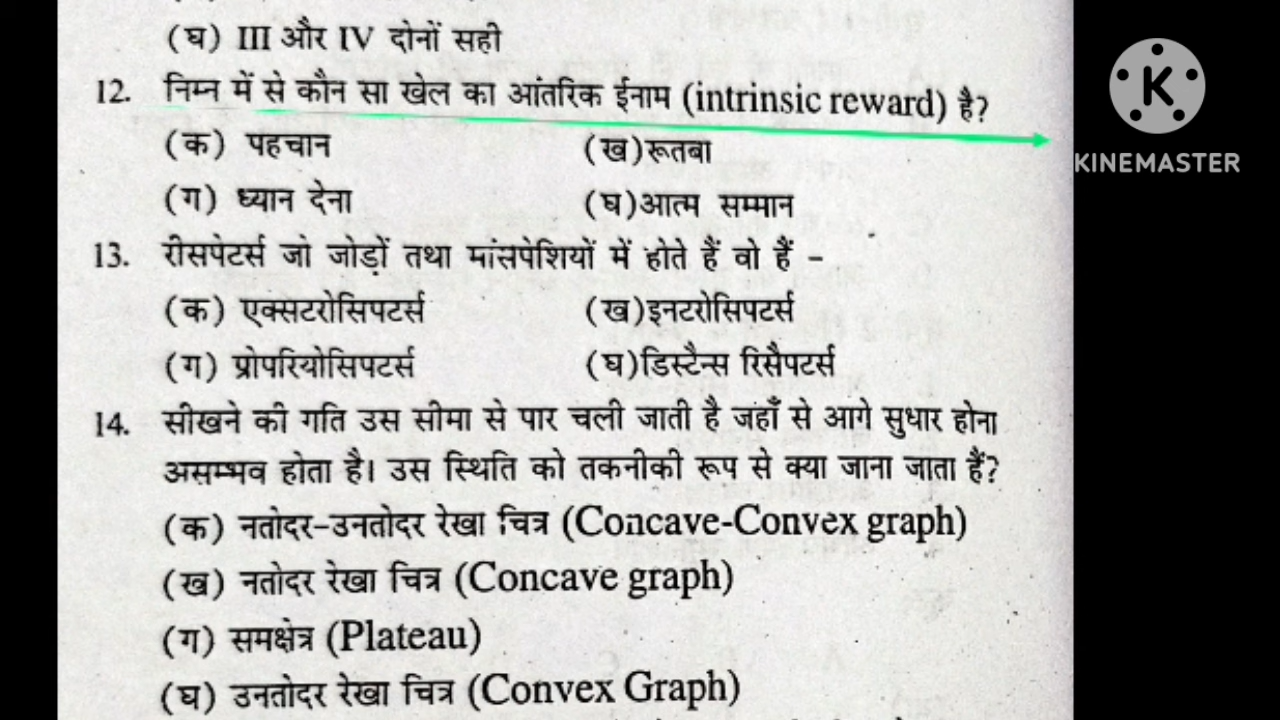 (घ) III और IV दोनों सही
12. निम्न में से कौन सा खेल का आंतरिक ईनाम (intrinsic reward) है?
(क) पहचान (ख)रूतबा
(ग) ध्यान देना (घ)आत्म सम्मान
13. रीसपेटर्स जो जोड़ों तथा मांसपेशियों में होते हैं वो हैं -
(क) एक्सटरोसिपटर्स (ख)इनटरोसिपटर्स
(ग) प्रोपरियोसिपटर्स (घ)डिस्टैन्स रिसैपटर्स
14. सीखने की गति उस सीमा से पार चली जाती है जहाँ से आगे सुधार होना
असम्भव होता है। उस स्थिति को तकनीकी रूप से क्या जाना जाता हैं?
(क) नतोदर-उनतोदर रेखा चित्र (Concave-Convex graph)
(ख) नतोदर रेखा चित्र (Concave graph)
(ग) समक्षेत्र (Plateau)
(घ) उनतोदर रेखा चित्र (Convex Graph)
K
KINEMASTER